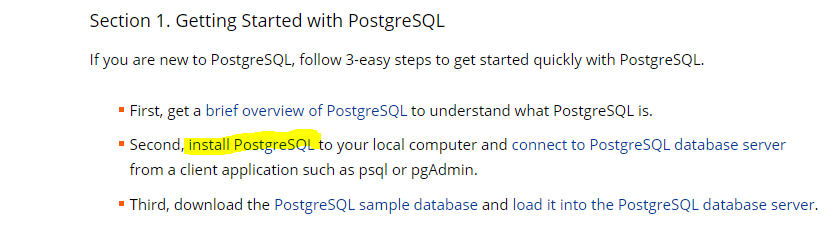 Section 1. Getting Started with PostgreSQL
If you are new to PostgreSQL, follow 3-easy steps to get started quickly with PostgreSQL.
▪ First, get a brief overview of PostgreSQL to understand what PostgreSQL is.
▪ Second, install PostgreSQL to your local computer and connect to PostgreSQL database server
from a client application such as psql or pgAdmin.
▪ Third, download the PostgreSQL sample database and load it into the PostgreSQL database server.